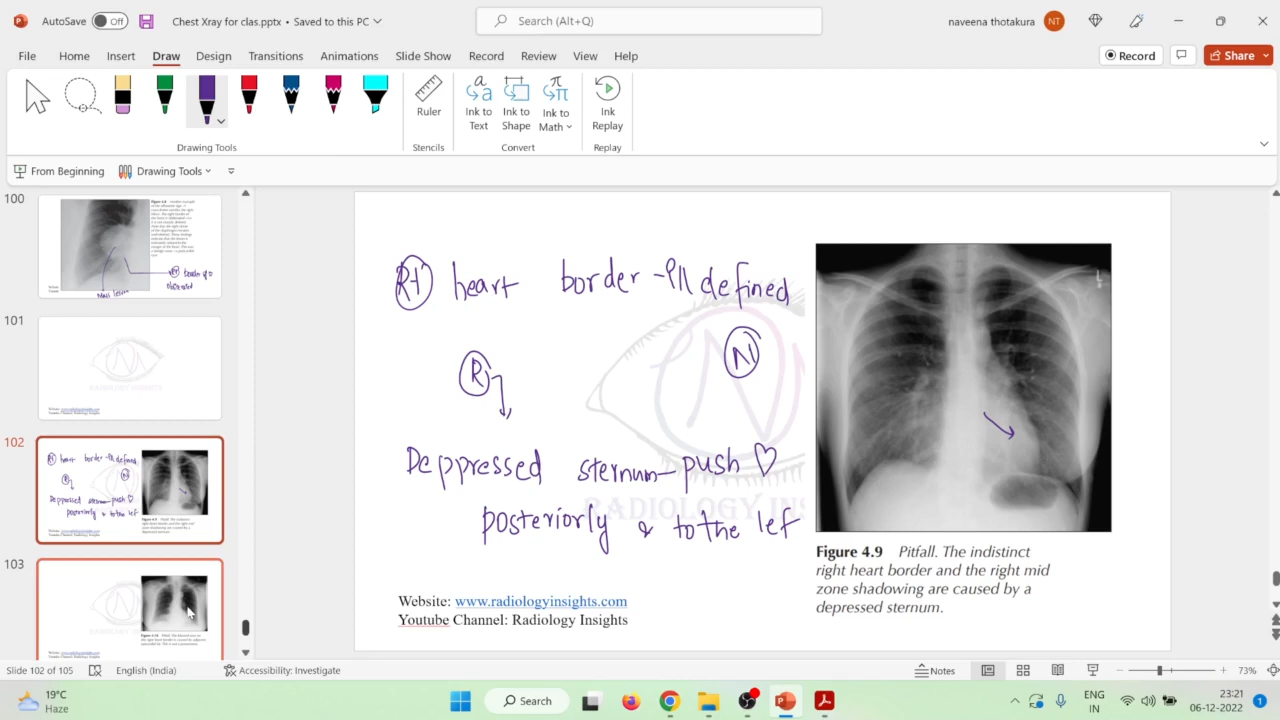 AutoSave Off Chest Xray for clas.pptx • Saved to this PC Search (Alt+Q) naveena thotakura NT
File Home Insert Draw Design Transitions Animations Slide Show Record Review View Help Record Share
Ruler Ink to Text Ink to Shape Ink to Math Ink Replay
Drawing Tools Stencils Convert Replay
From Beginning Drawing Tools
100
101
102
103
Rt heart border - ill defined
Nl
R
Deppressed sternum - push ♡
posteriorly & to the lef
RADIOLOGY INSI
Figure 4.9 Pitfall. The indistinct
right heart border and the right mid
zone shadowing are caused by a
depressed sternum.
Website: www.radiologyinsights.com
Youtube Channel: Radiology Insights
Slide 102 of 105 English (India) Accessibility: Investigate Notes 73%
19°C
Haze
Search
ENG
IN
23:21
06-12-2022